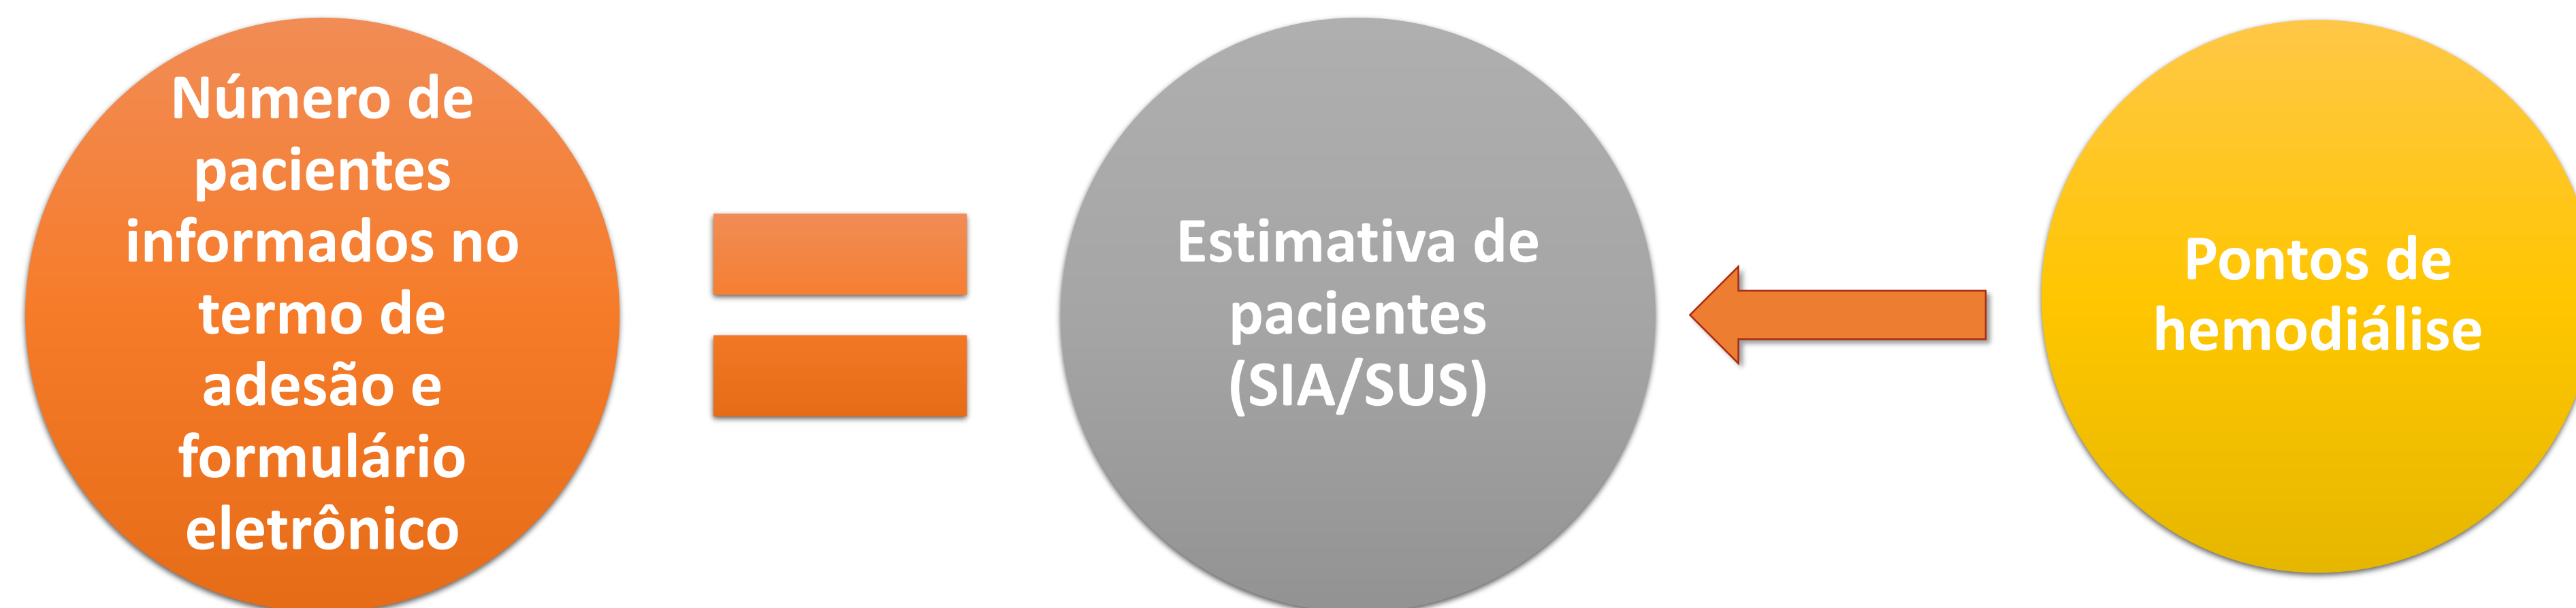 Número de
pacientes
informados no
termo de
adesão e
formulário
eletrônico
Estimativa de
pacientes
(SIA/SUS)
Pontos de
hemodiálise